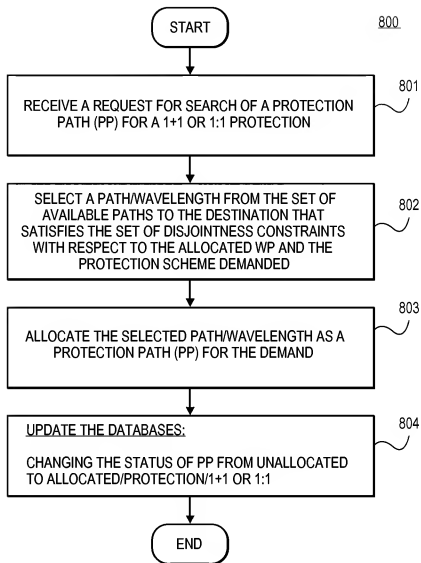 START
800
RECEIVE A REQUEST FOR SEARCH OF A PROTECTION
PATH (PP) FOR A 1+1 OR 1:1 PROTECTION
801
SELECT A PATH/WAVELENGTH FROM THE SET OF
AVAILABLE PATHS TO THE DESTINATION THAT
SATISFIES THE SET OF DISJOINTNESS CONSTRAINTS
WITH RESPECT TO THE ALLOCATED WP AND THE
PROTECTION SCHEME DEMANDED
802
ALLOCATE THE SELECTED PATH/WAVELENGTH AS A
PROTECTION PATH (PP) FOR THE DEMAND
803
UPDATE THE DATABASES:
CHANGING THE STATUS OF PP FROM UNALLOCATED
TO ALLOCATED/PROTECTION/1+1 OR 1:1
804
END